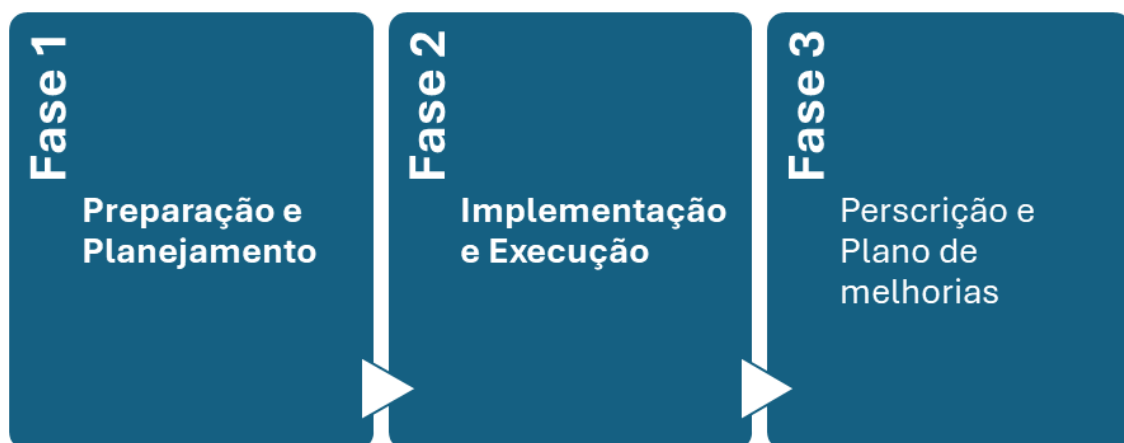 Fase 1
Preparação e
Planejamento
Fase 2
Implementação
e Execução
Fase 3
Perscrição e
Plano de
melhorias